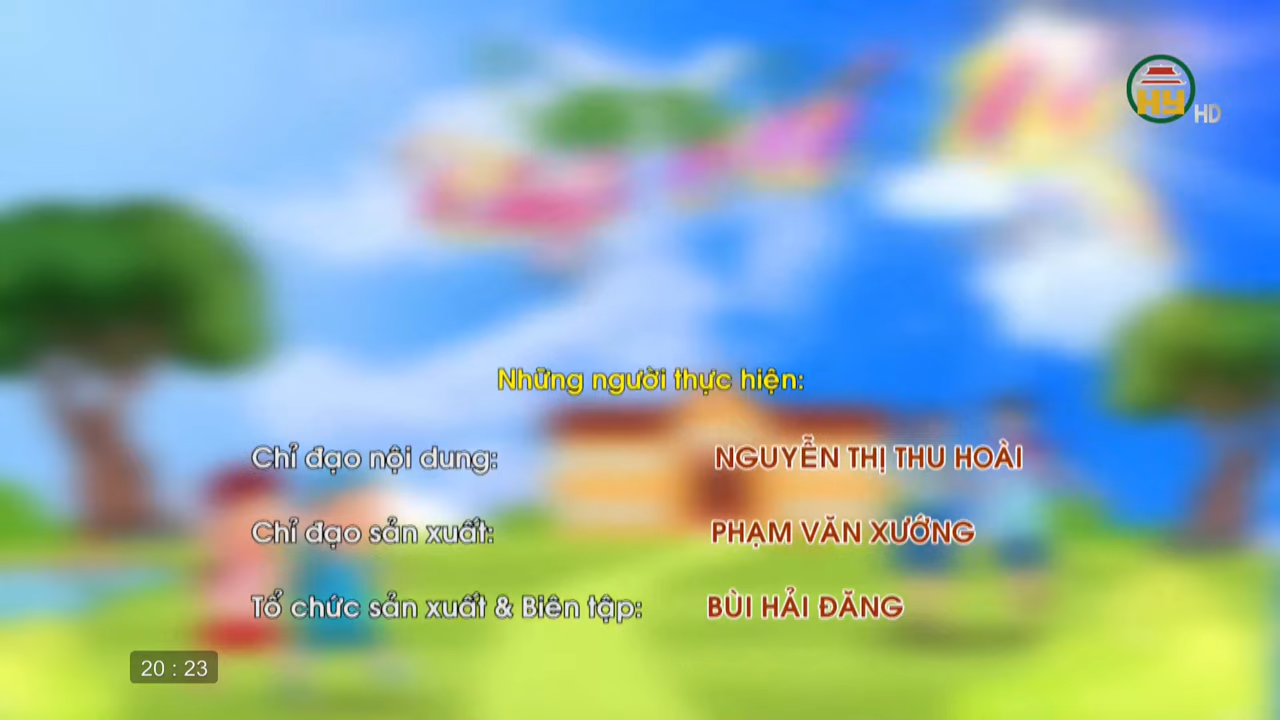 HY HD
Những người thực hiện:
Chỉ đạo nội dung: NGUYỄN THỊ THU HOÀI
Chỉ đạo sản xuất: PHẠM VĂN XƯỚNG
Tổ chức sản xuất & Biên tập: BÙI HẢI ĐĂNG
20 : 23